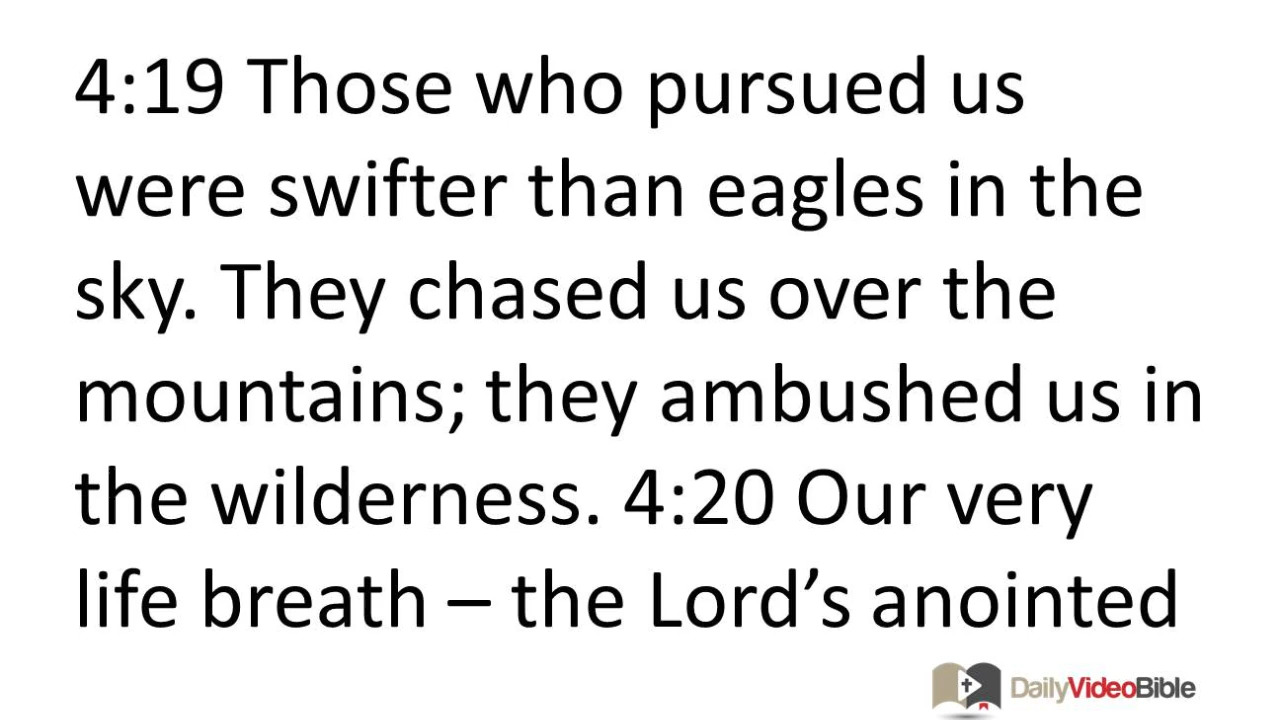 4:19 Those who pursued us
were swifter than eagles in the
sky. They chased us over the
mountains; they ambushed us in
the wilderness. 4:20 Our very
life breath – the Lord’s anointed
DailyVideoBible